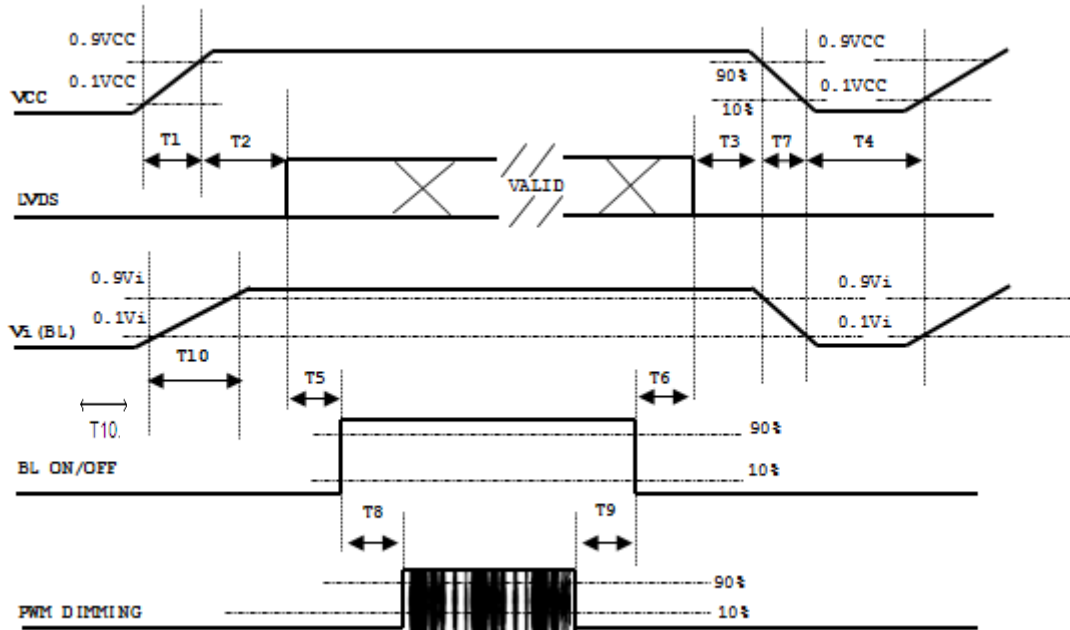 0.9VCC
0.9VCC
0.1VCC
90%
0.1VCC
VCC
10%
T1
T2
T3
T7
T4
VALID
LVDS
0.9Vi
0.9Vi
0.1Vi
0.1Vi
Vi(BL)
T10
T5
T6
T10.
90%
BL ON/OFF
10%
T8
T9
90%
PWM DIMMING
10%